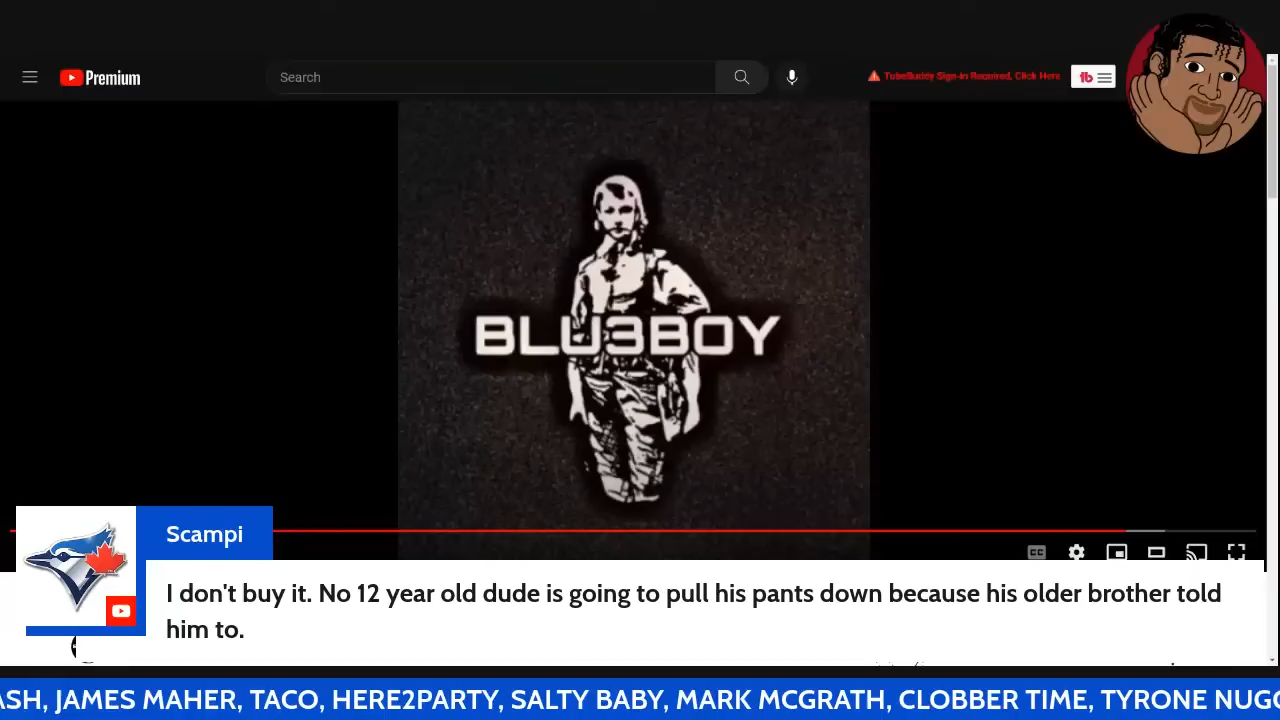 Premium
Search
TubeBuddy Sign-in Required, Click Here
tb
BLU3BOY
CC
Scampi
I don't buy it. No 12 year old dude is going to pull his pants down because his older brother told
him to.
ASH, JAMES MAHER, TACO, HERE2PARTY, SALTY BABY, MARK MCGRATH, CLOBBER TIME, TYRONE NUGG